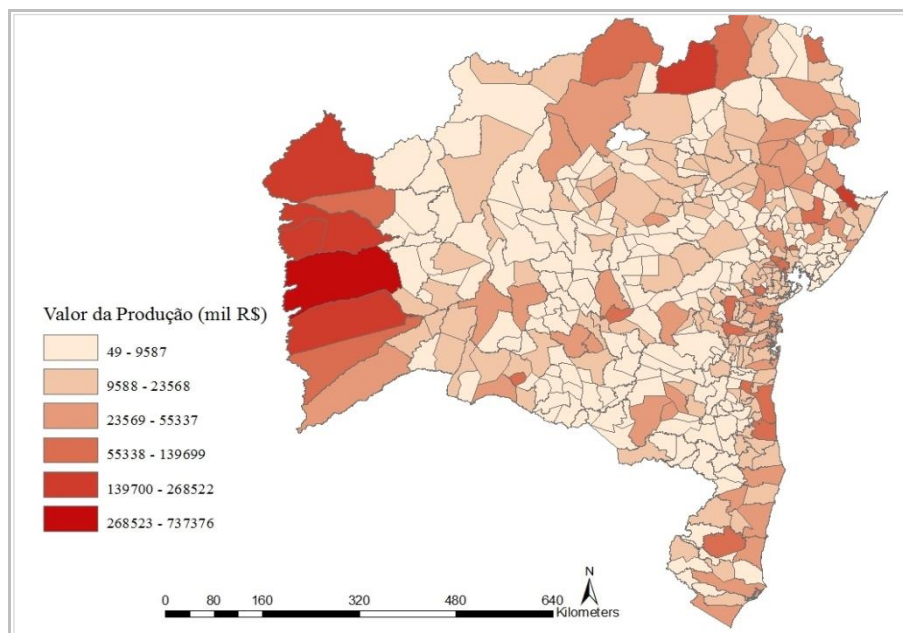 Valor da Produção (mil R$)
49 - 9587
9588 - 23568
23569 - 55337
55338 - 139699
139700 - 268522
268523 - 737376
N
0 80 160 320 480 640
Kilometers